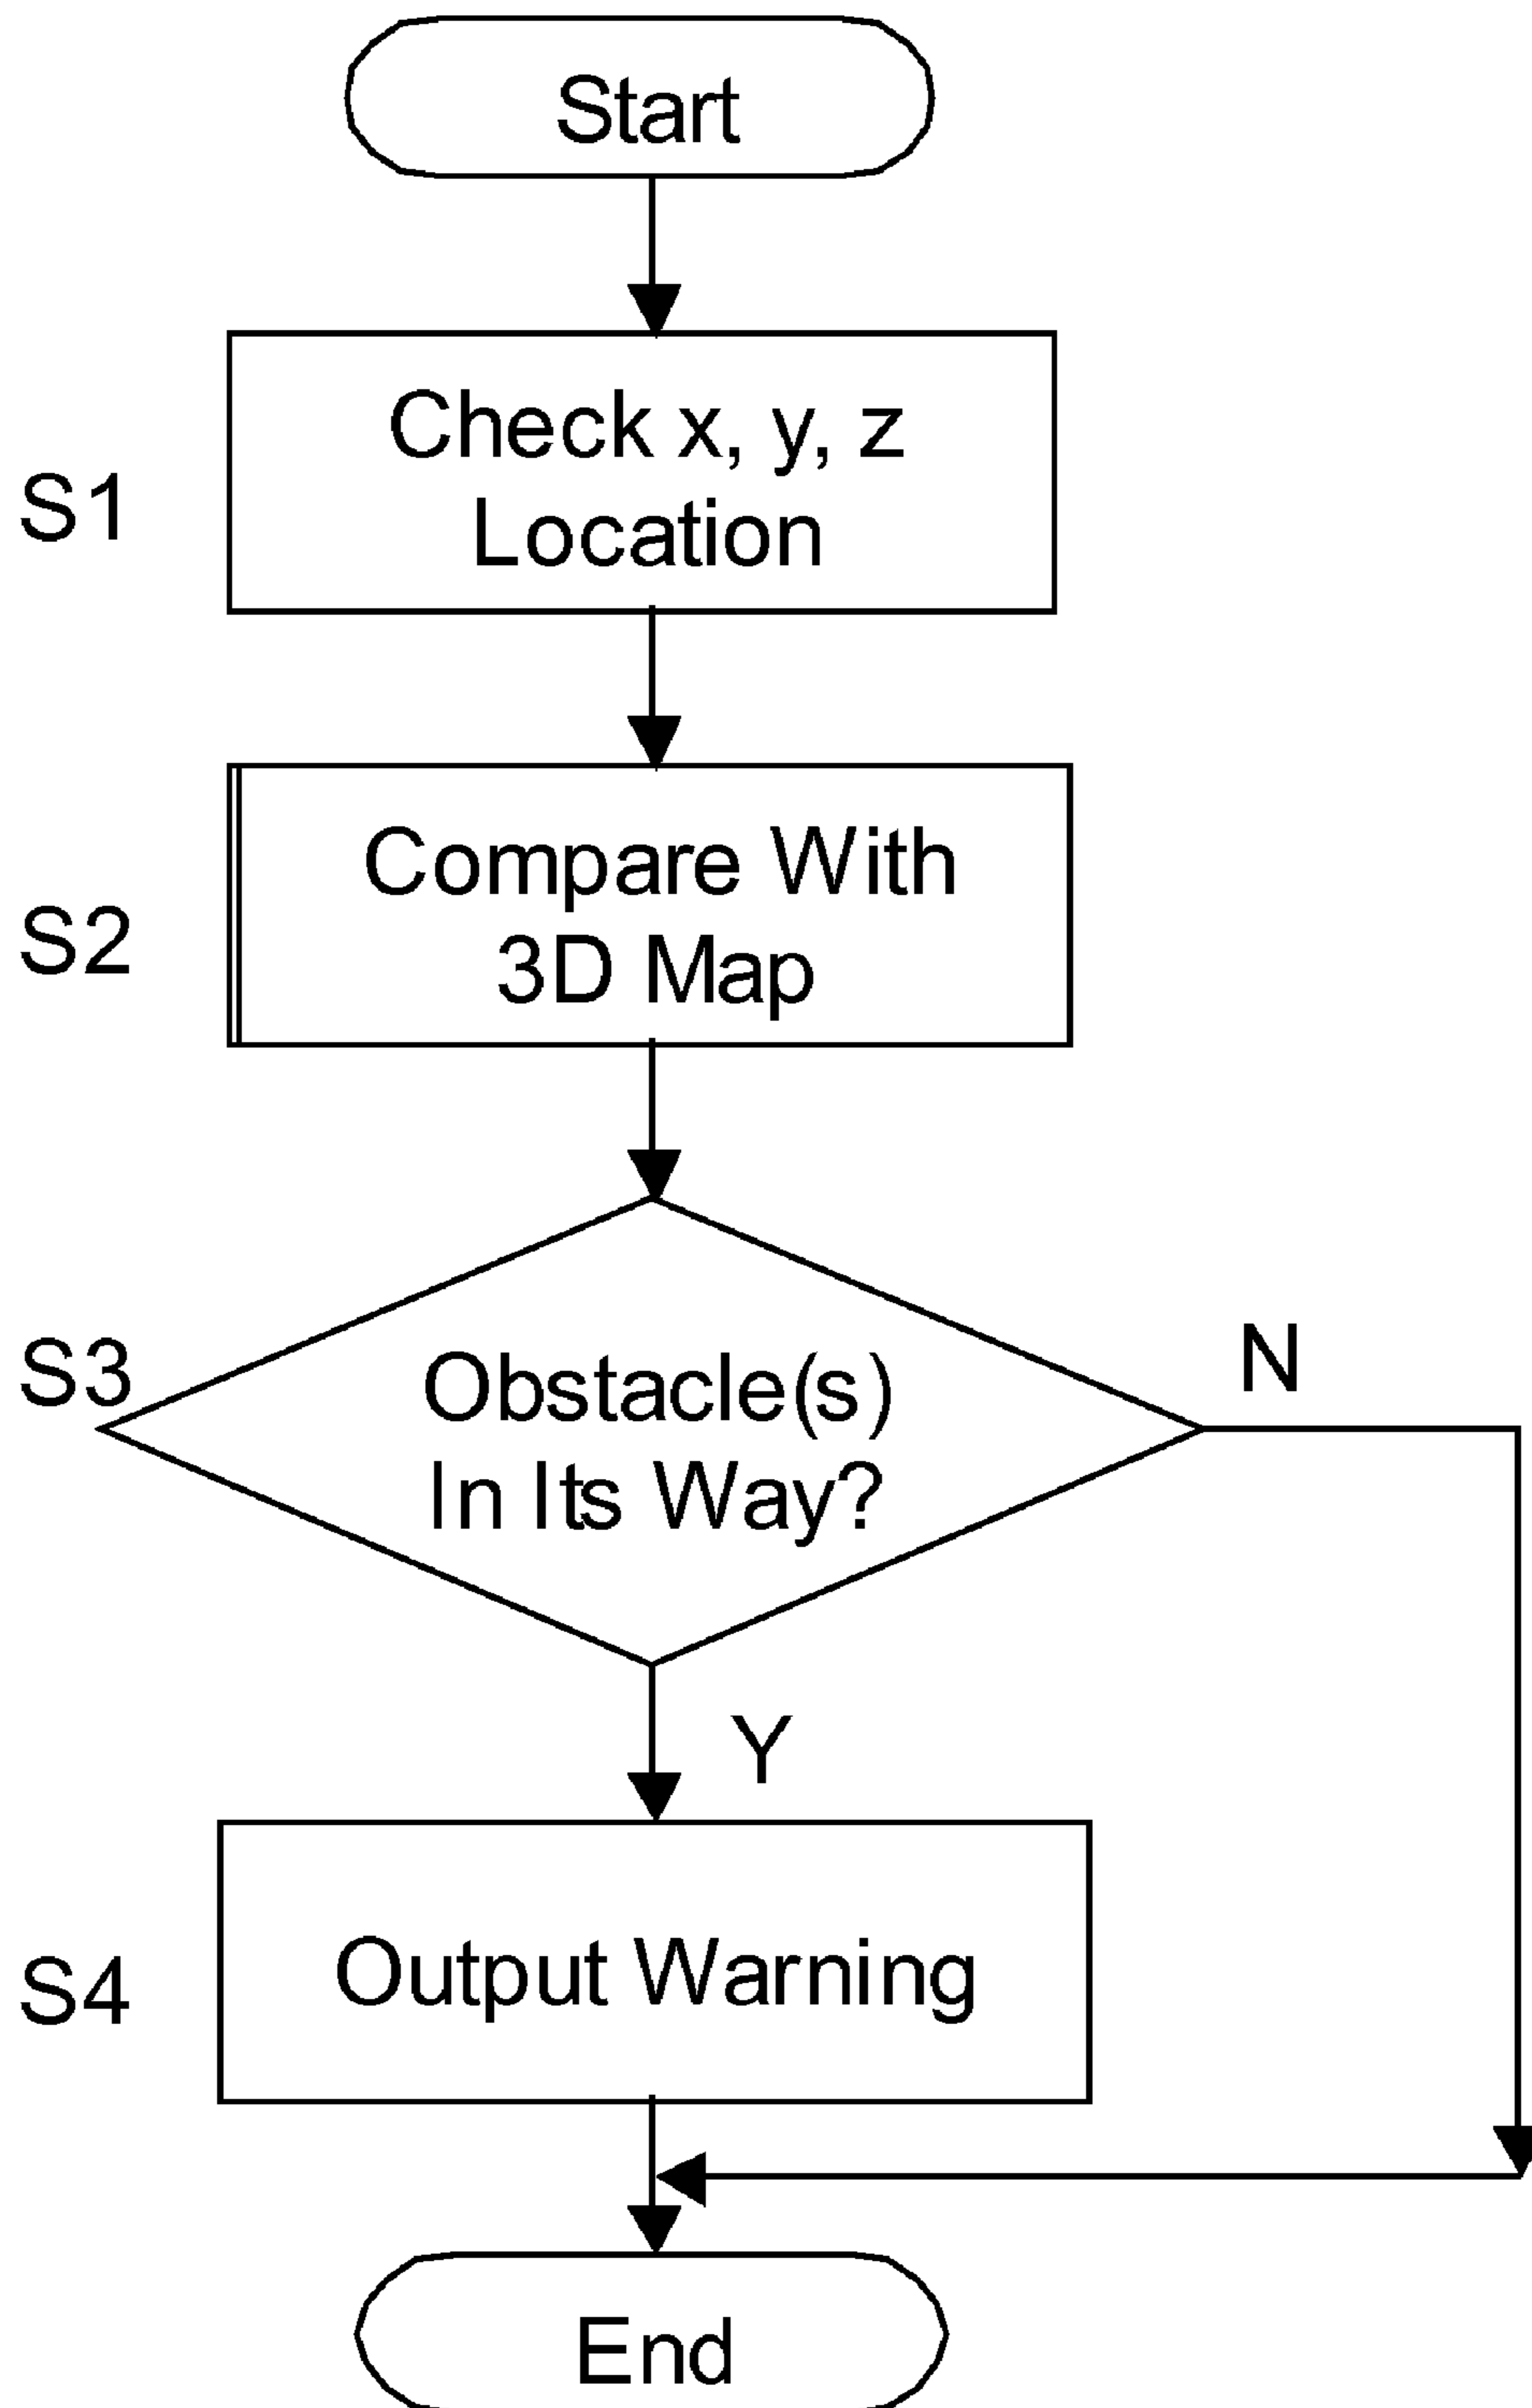 Start
S1
Check x, y, z
Location
S2
Compare With
3D Map
S3
Obstacle(s)
In Its Way?
N
Y
S4
Output Warning
End